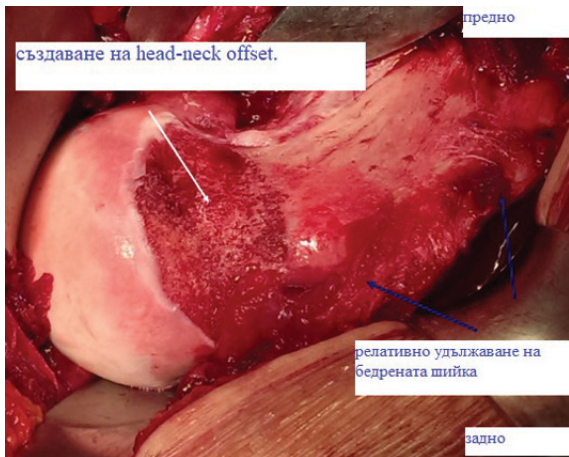 предно
създаване на head-neck offset.
релативно удължаване на
бедрената шийка
задно